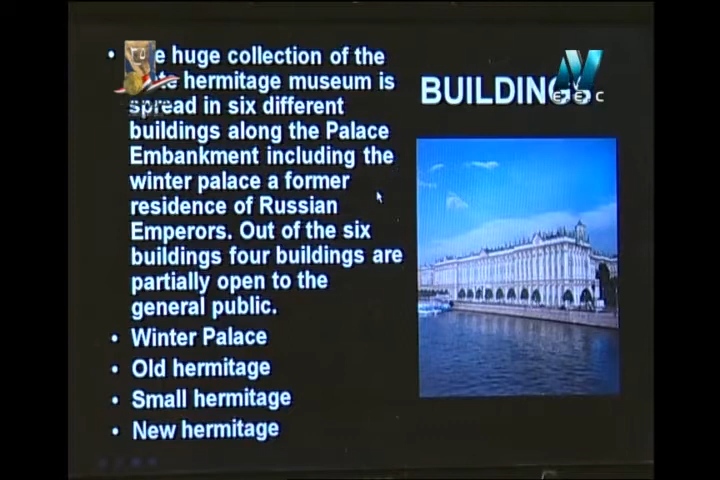 huge collection of the
hermitage museum is
spread in six different
buildings along the Palace
Embankment including the
winter palace a former
residence of Russian
Emperors. Out of the six
buildings four buildings are
partially open to the
general public.
• Winter Palace
• Old hermitage
• Small hermitage
• New hermitage
BUILDINGS
EEC